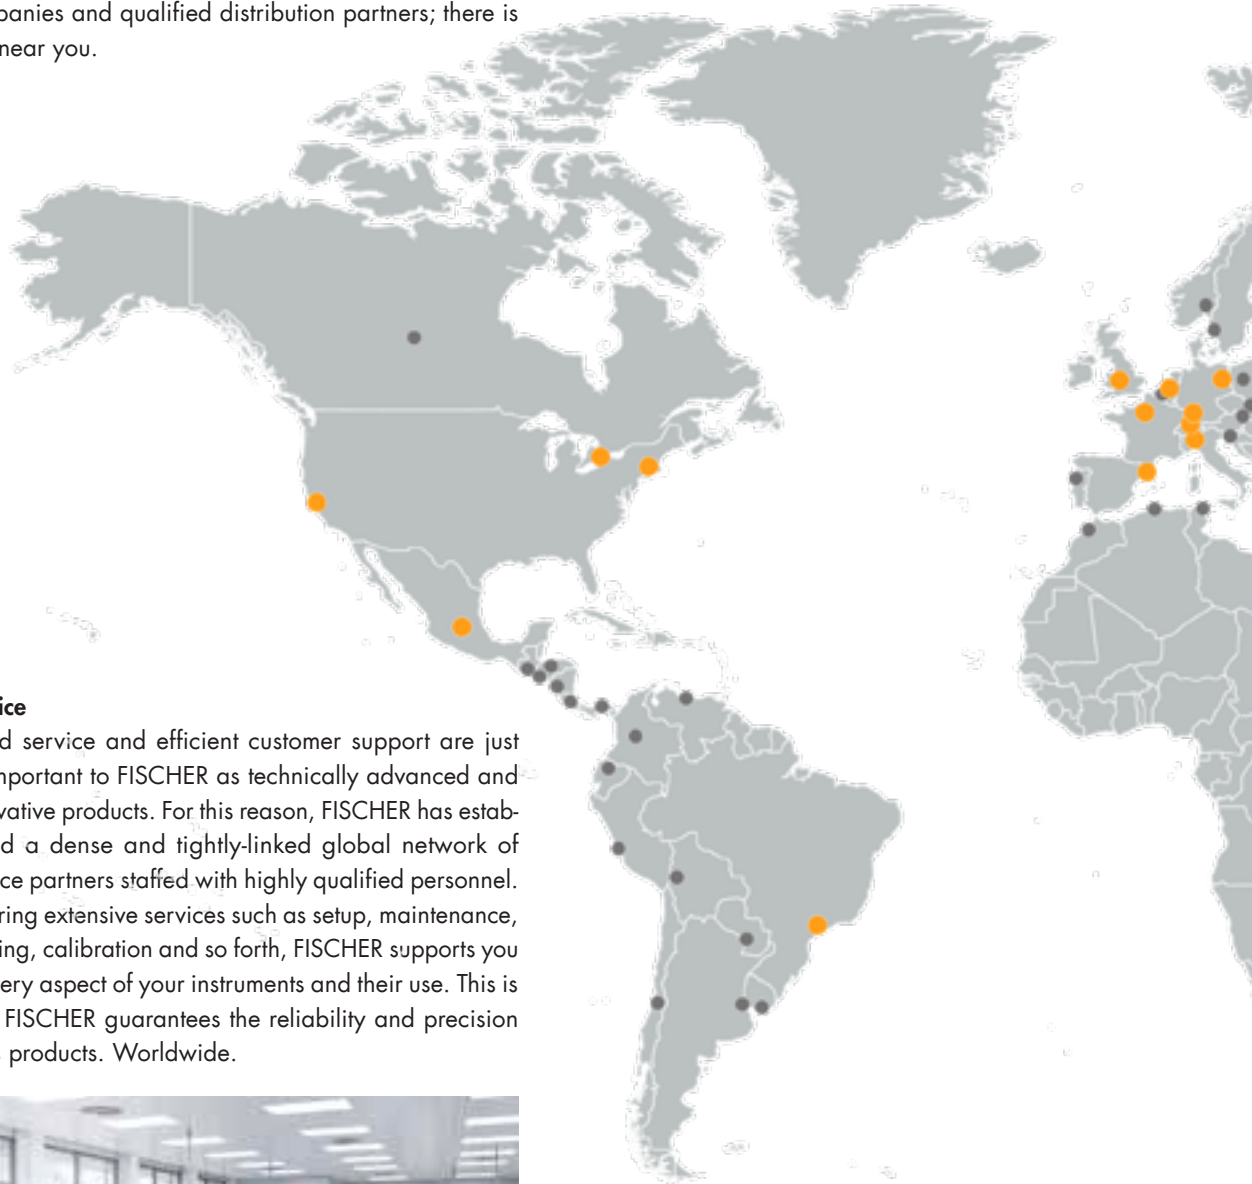 panies and qualified distribution partners; there is
near you.
ice
d service and efficient customer support are just
mportant to FISCHER as technically advanced and
vative products. For this reason, FISCHER has estab-
d a dense and tightly-linked global network of
ce partners staffed with highly qualified personnel.
ring extensive services such as setup, maintenance,
ing, calibration and so forth, FISCHER supports you
ery aspect of your instruments and their use. This is
FISCHER guarantees the reliability and precision
products. Worldwide.